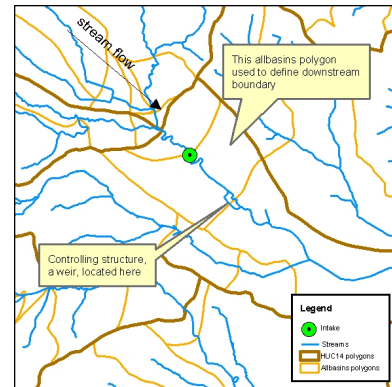 stream flow
This allbasins polygon
used to define downstream
boundary
Controlling structure,
a weir, located here
Legend
Intake
Streams
HUC14 polygons
Allbasins polygons